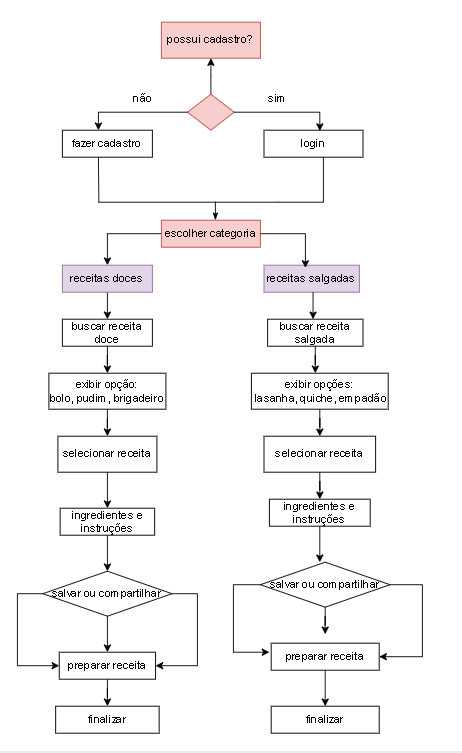 possui cadastro?
não
sim
fazer cadastro
login
escolher categoria
receitas doces
receitas salgadas
buscar receita
doce
buscar receita
salgada
exibir opção:
bolo, pudim, brigadeiro
exibir opções:
lasanha, quiche, empadão
selecionar receita
selecionar receita
ingredientes e
instruções
ingredientes e
instruções
salvar ou compartilhar
salvar ou compartilhar
preparar receita
preparar receita
finalizar
finalizar